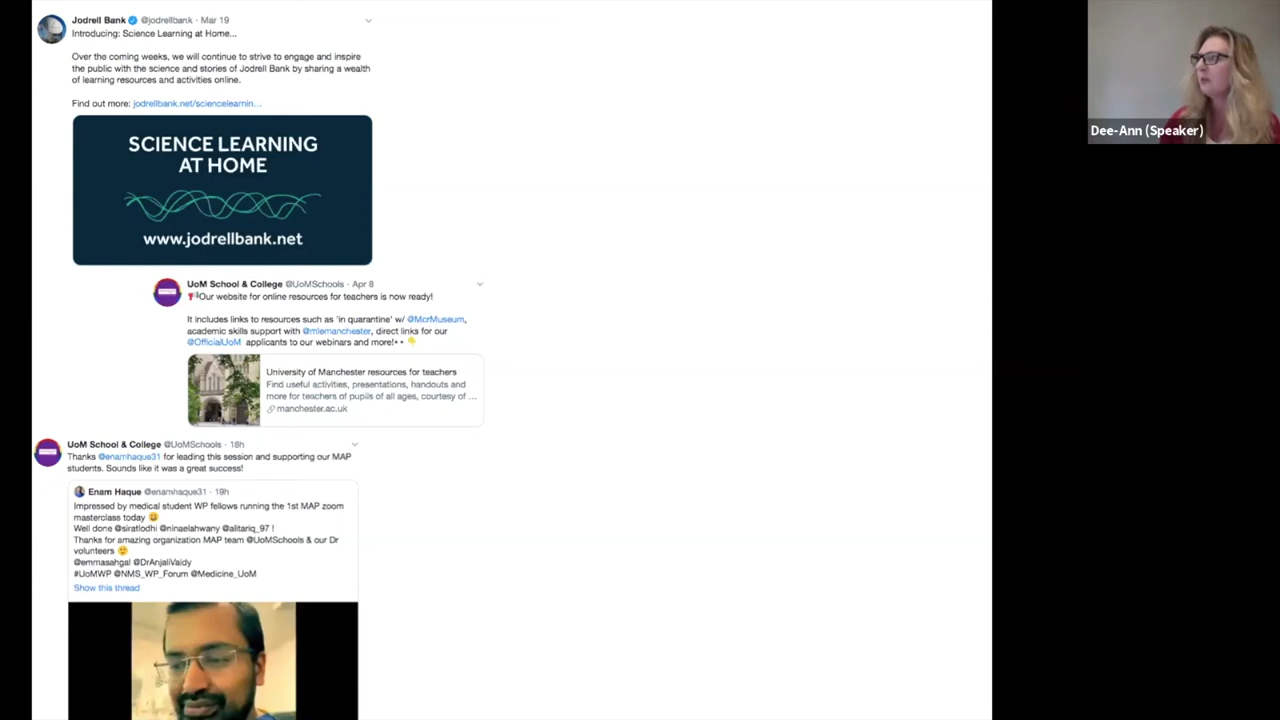 Jodrell Bank @jodrellbank · Mar 19
Introducing: Science Learning at Home...
Over the coming weeks, we will continue to strive to engage and inspire
the public with the science and stories of Jodrell Bank by sharing a wealth
of learning resources and activities online.
Find out more: jodrellbank.net/sciencelearnin...
SCIENCE LEARNING
AT HOME
www.jodrellbank.net
Dee-Ann (Speaker)
UoM School & College @UoMSchools · Apr 8
Our website for online resources for teachers is now ready!
It includes links to resources such as 'in quarantine' w/ @McrMuseum,
academic skills support with @mlemanchester, direct links for our
@OfficialUoM applicants to our webinars and more!
University of Manchester resources for teachers
Find useful activities, presentations, handouts and
more for teachers of pupils of all ages, courtesy of ...
manchester.ac.uk
UoM School & College @UoMSchools · 18h
Thanks @enamhaque31 for leading this session and supporting our MAP
students. Sounds like it was a great success!
Enam Haque @enamhaque31 · 19h
Impressed by medical student WP fellows running the 1st MAP zoom
masterclass today 😀
Well done @siratlodhi @ninaelahwany @alitariq_97 !
Thanks for amazing organization MAP team @UoMSchools & our Dr
volunteers 🙂
@emmasahgal @DrAnjaliVaidy
#UoMWP @NMS_WP_Forum @Medicine_UoM
Show this thread